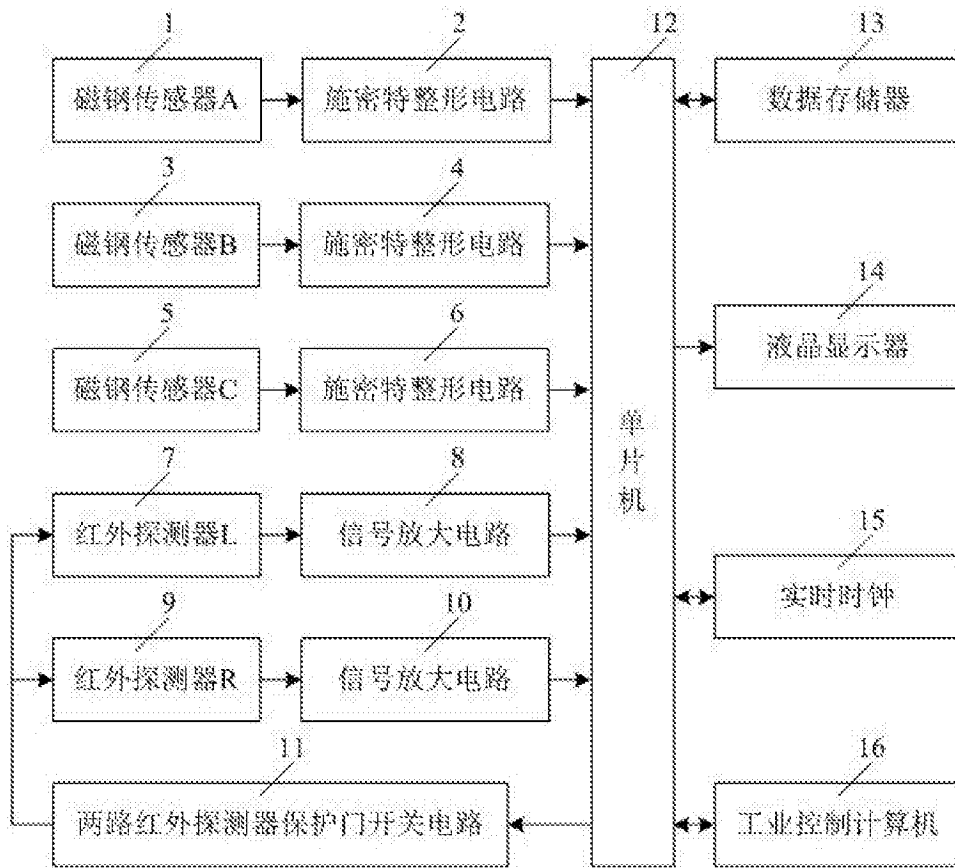 1
2
12
13
磁钢传感器A
施密特整形电路
数据存储器
3
4
磁钢传感器B
施密特整形电路
14
液晶显示器
5
6
磁钢传感器C
施密特整形电路
单片机
7
8
红外探测器L
信号放大电路
15
实时时钟
9
10
红外探测器R
信号放大电路
11
16
两路红外探测器保护门开关电路
工业控制计算机